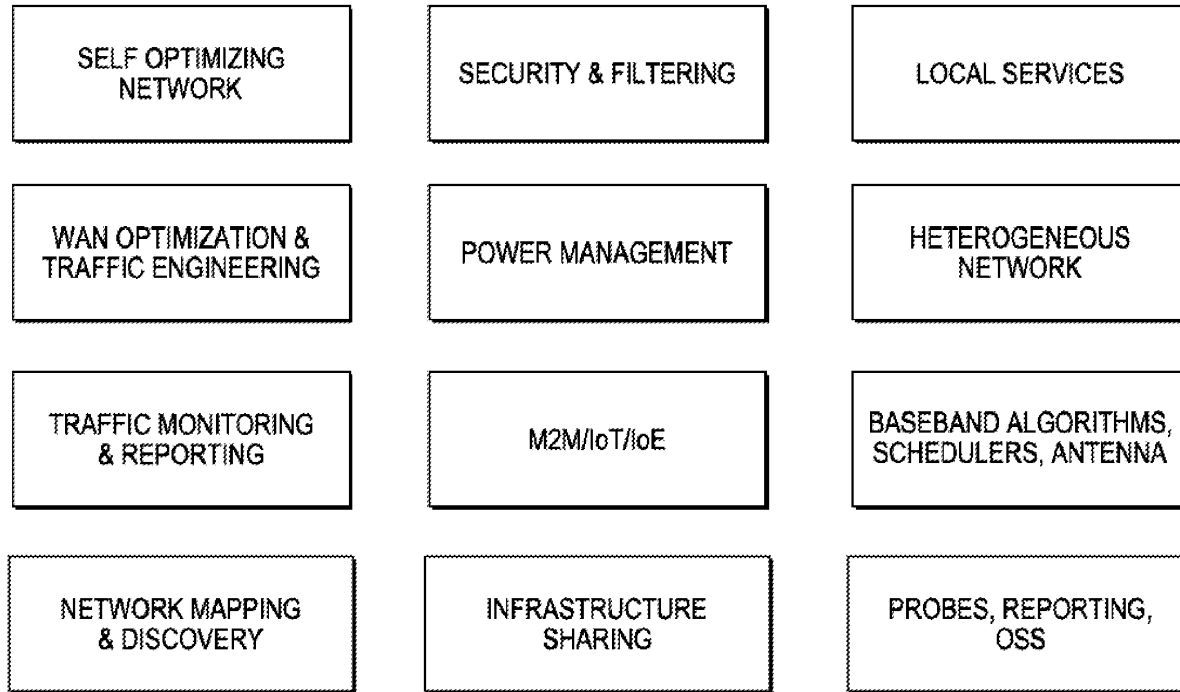 SELF OPTIMIZING
NETWORK
SECURITY & FILTERING
LOCAL SERVICES
WAN OPTIMIZATION &
TRAFFIC ENGINEERING
POWER MANAGEMENT
HETEROGENEOUS
NETWORK
TRAFFIC MONITORING
& REPORTING
M2M/IoT/IoE
BASEBAND ALGORITHMS,
SCHEDULERS, ANTENNA
NETWORK MAPPING
& DISCOVERY
INFRASTRUCTURE
SHARING
PROBES, REPORTING,
OSS